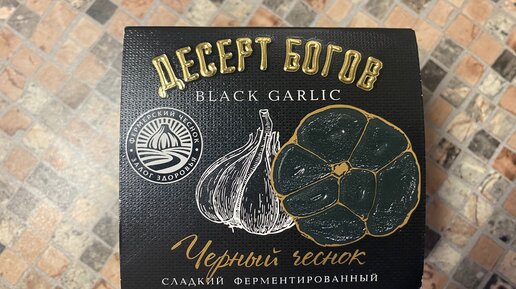 ДЕСЕРТ БОГОВ
BLACK GARLIC
ФЕРМЕРСКИЙ ЧЕСНОК
ЗАЛОГ ЗДОРОВЬЯ
Черный чеснок
СЛАДКИЙ ФЕРМЕНТИРОВАННЫЙ